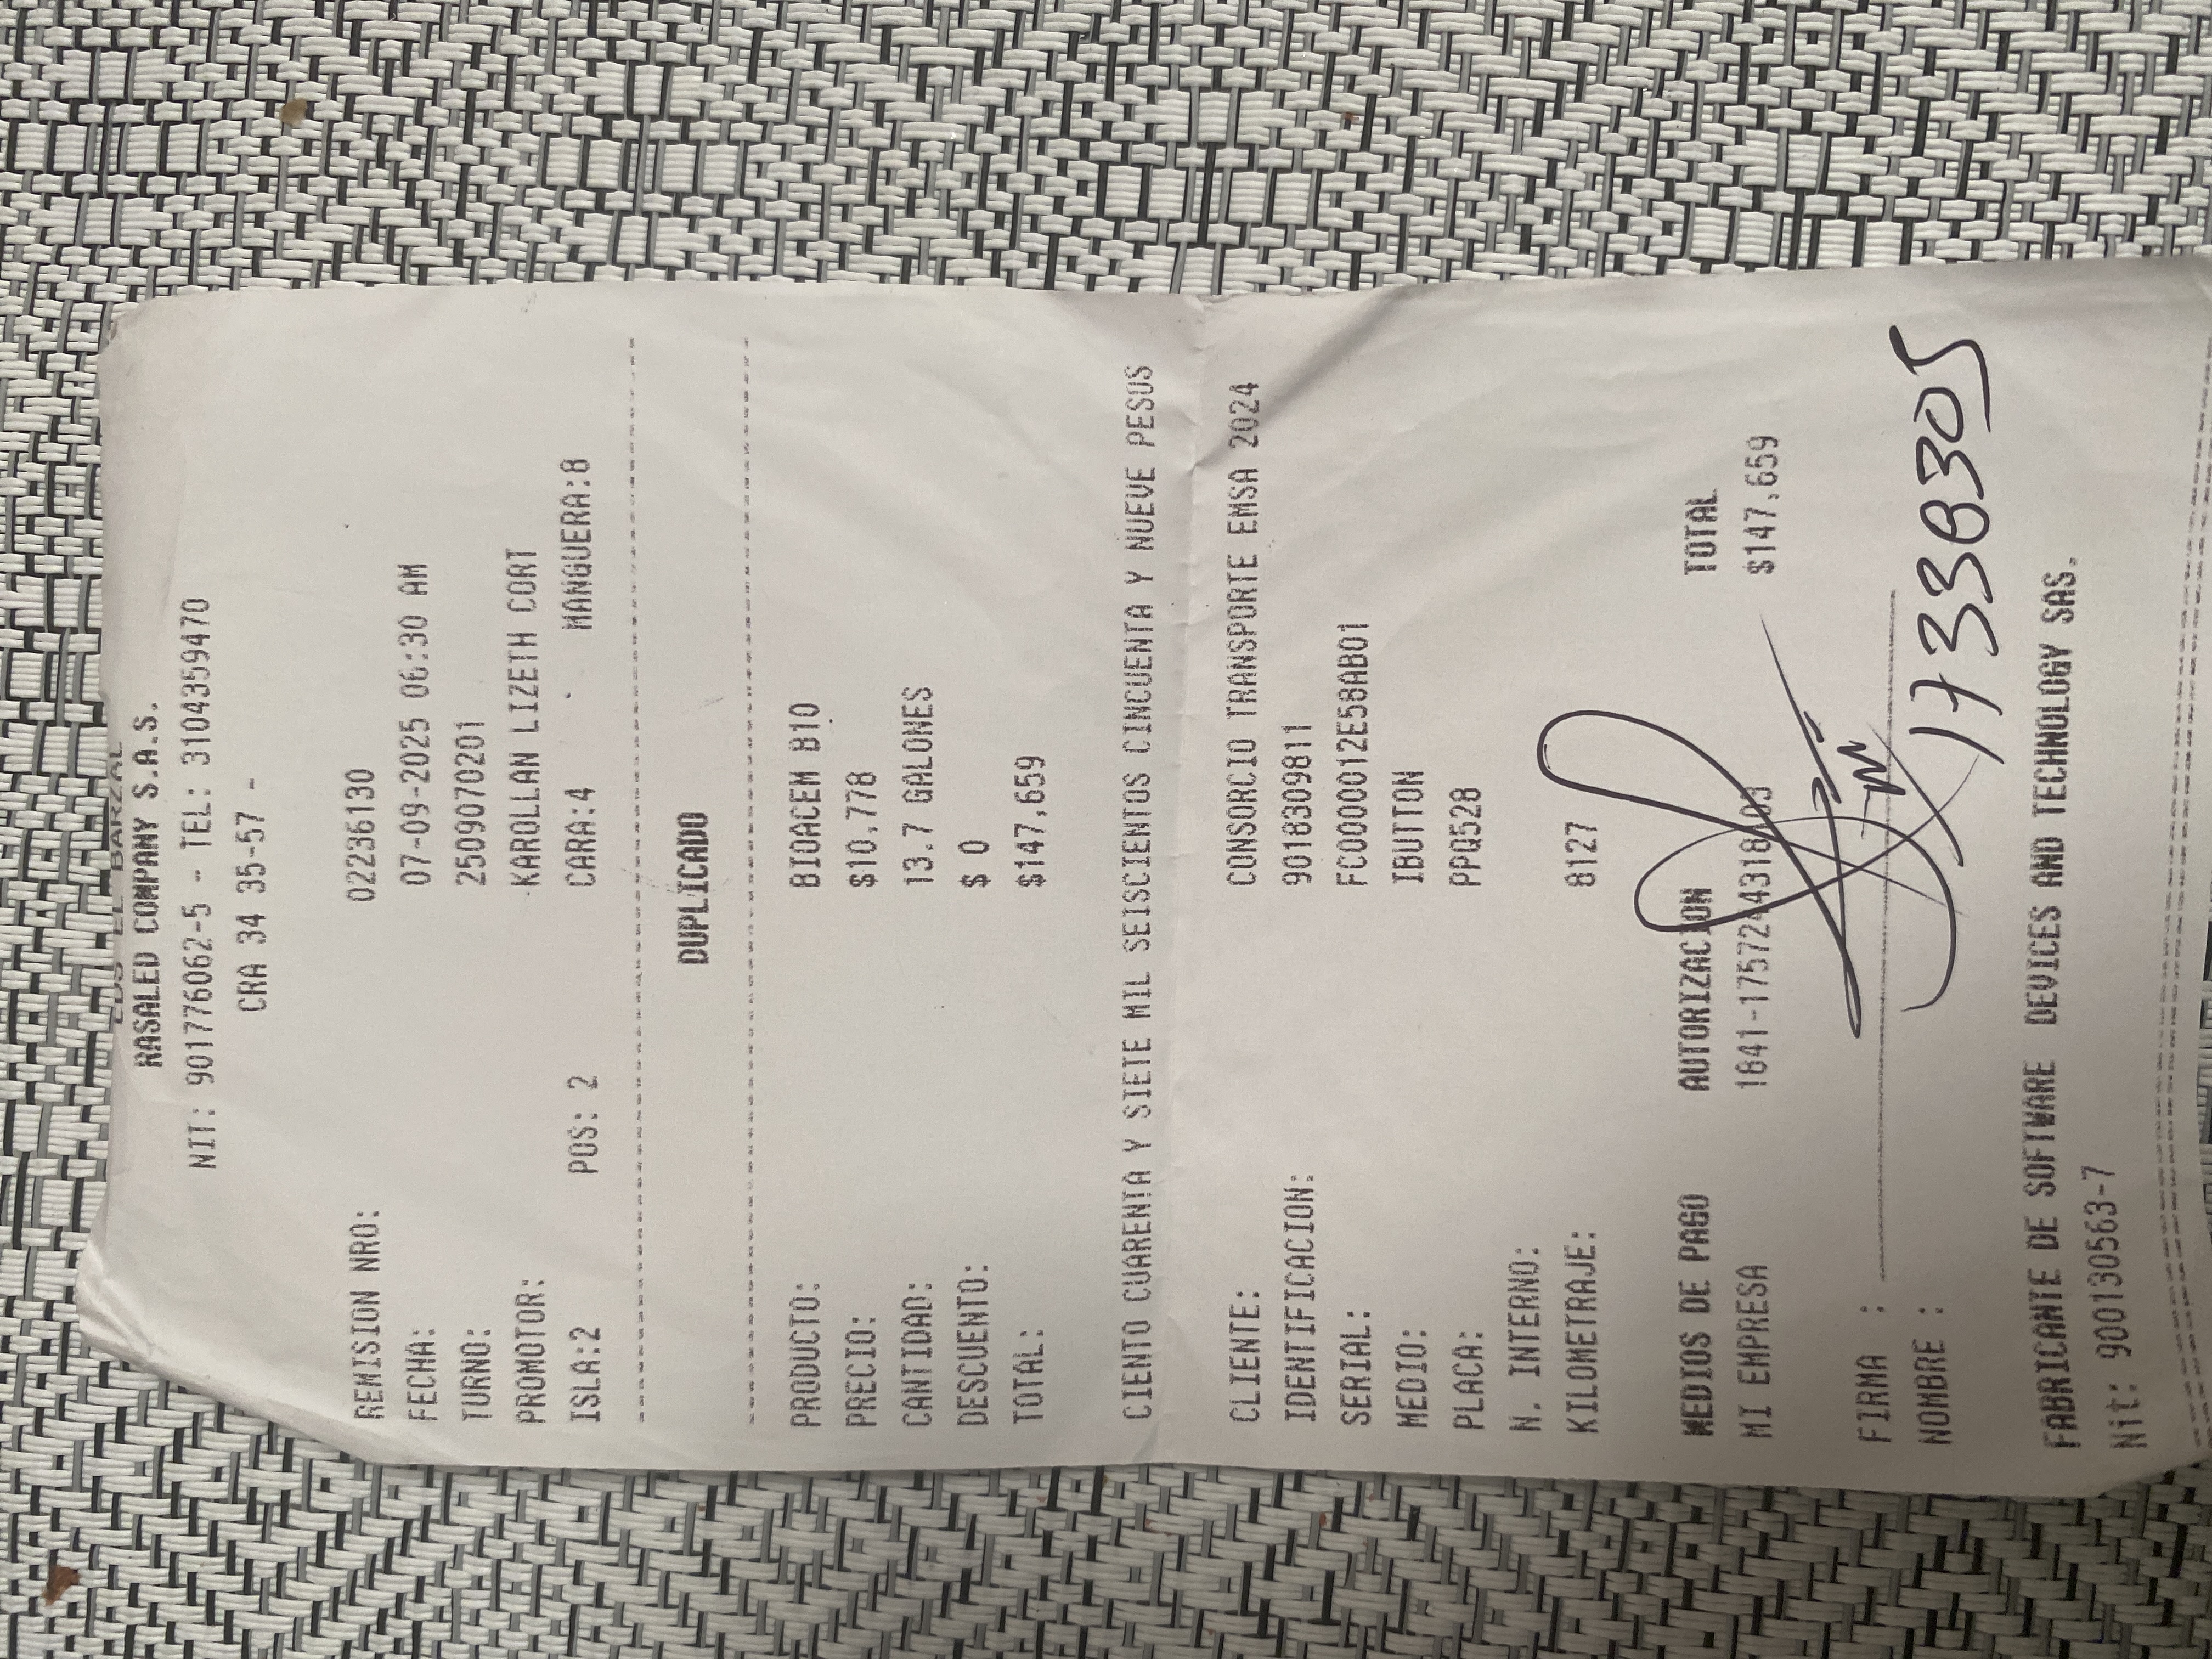 EDS EL BARZAL
RASALED COMPANY S.A.S.
NIT: 901776062-5 - TEL: 3104359470
CRA 34 35-57 -
REMISION NRO: 02236130
FECHA: 07-09-2025 06:30 AM
TURNO: 2509070201
PROMOTOR: KAROLLAN LIZETH CORT
ISLA:2 POS: 2 CARA:4 MANGUERA:8
DUPLICADO
PRODUCTO: BIOACEM B10
PRECIO: $10.778
CANTIDAD: 13.7 GALONES
DESCUENTO: $ 0
TOTAL: $147.659
CIENTO CUARENTA Y SIETE MIL SEISCIENTOS CINCUENTA Y NUEVE PESOS
CLIENTE: CONSORCIO TRANSPORTE EMSA 2024
IDENTIFICACION: 9018309811
SERIAL: FC000012E58AB01
MEDIO: IBUTTON
PLACA: PPQ528
N. INTERNO:
KILOMETRAJE: 8127
MEDIOS DE PAGO AUTORIZACION TOTAL
MI EMPRESA $147.659
FIRMA :
NOMBRE : 17338305
FABRICANTE DE SOFTWARE DEVICES AND TECHNOLOGY SAS.
Nit: 900130563-7